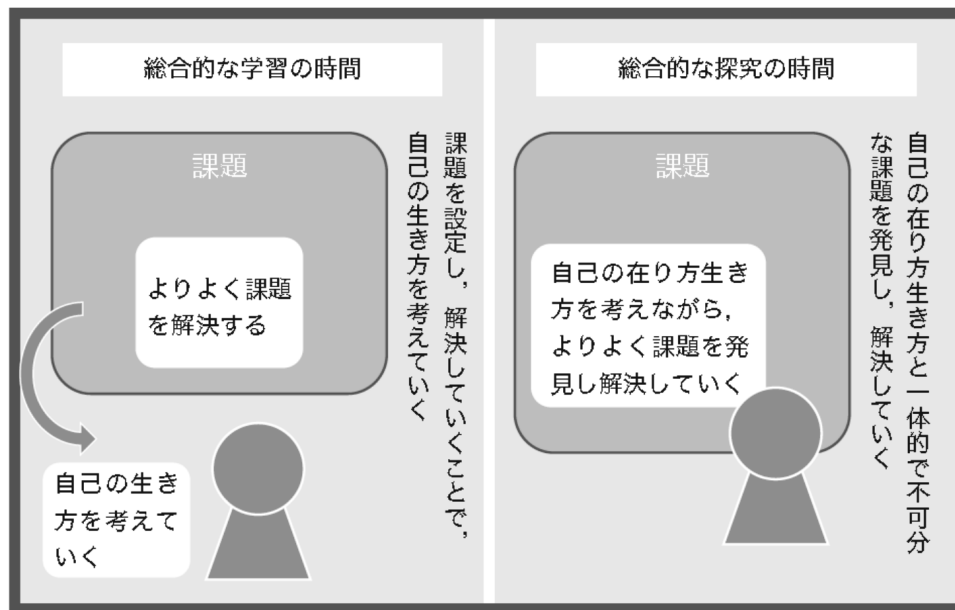 総合的な学習の時間
課題
よりよく課題
を解決する
自己の生き
方を考えて
いく
課題を設定し，解決していくことで，
自己の生き方を考えていく
総合的な探究の時間
課題
自己の在り方生き
方を考えながら，
よりよく課題を発
見し解決していく
自己の在り方生き方と一体的で不可分
な課題を発見し，解決していく